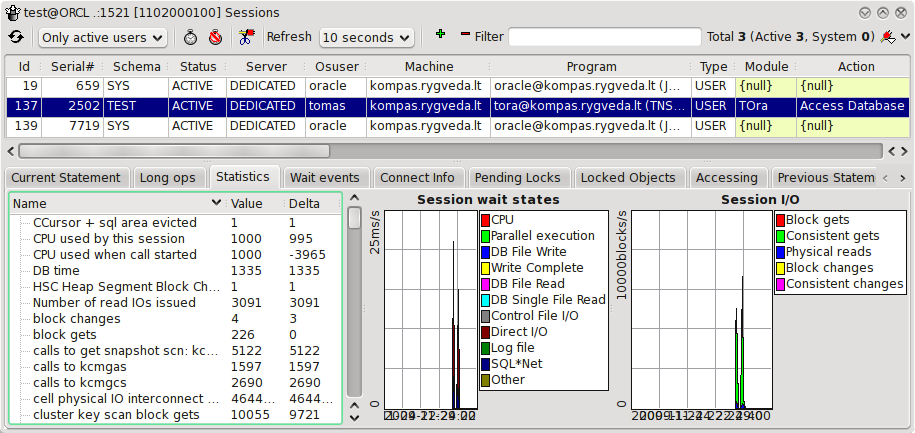 test@ORCL .:1521 [1102000100] Sessions
Only active users Refresh 10 seconds Filter Total 3 (Active 3, System 0)
Id Serial# Schema Status Server Osuser Machine Program Type Module Action
19 659 SYS ACTIVE DEDICATED oracle kompas.rygveda.lt oracle@kompas.rygveda.lt (J... USER {null} {null}
137 2502 TEST ACTIVE DEDICATED tomas kompas.rygveda.lt tora@kompas.rygveda.lt (TNS... USER TOra Access Database
139 7719 SYS ACTIVE DEDICATED oracle kompas.rygveda.lt oracle@kompas.rygveda.lt (J... USER {null} {null}
Current Statement Long ops Statistics Wait events Connect Info Pending Locks Locked Objects Accessing Previous Statem
Name Value Delta
CCursor + sql area evicted 1 1
CPU used by this session 1000 995
CPU used when call started 1000 -3965
DB time 1335 1335
HSC Heap Segment Block Ch... 1 1
Number of read IOs issued 3091 3091
block changes 4 3
block gets 226 0
calls to get snapshot scn: kc... 5122 5122
calls to kcmgas 1597 1597
calls to kcmgcs 2690 2690
cell physical IO interconnect ... 4644... 4644...
cluster key scan block gets 10055 9721
Session wait states
25ms/s
0
CPU
Parallel execution
DB File Write
Write Complete
DB File Read
DB Single File Read
Control File I/O
Direct I/O
Log file
SQL*Net
Other
Session I/O
10000blocks/s
0
Block gets
Consistent gets
Physical reads
Block changes
Consistent changes